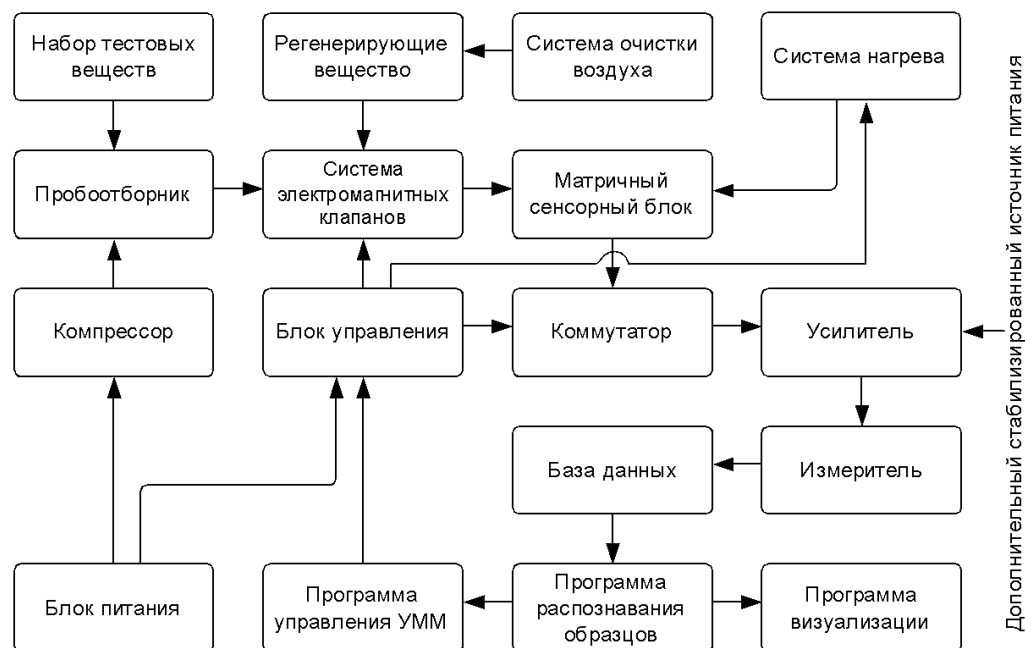 Набор тестовых
веществ
Регенерирующие
вещество
Система очистки
воздуха
Система нагрева
Пробоотборник
Система
электромагнитных
клапанов
Матричный
сенсорный блок
Компрессор
Блок управления
Коммутатор
Усилитель
База данных
Измеритель
Блок питания
Программа
управления УММ
Программа
распознавания
образцов
Программа
визуализации
Дополнительный стабилизированный источник питания